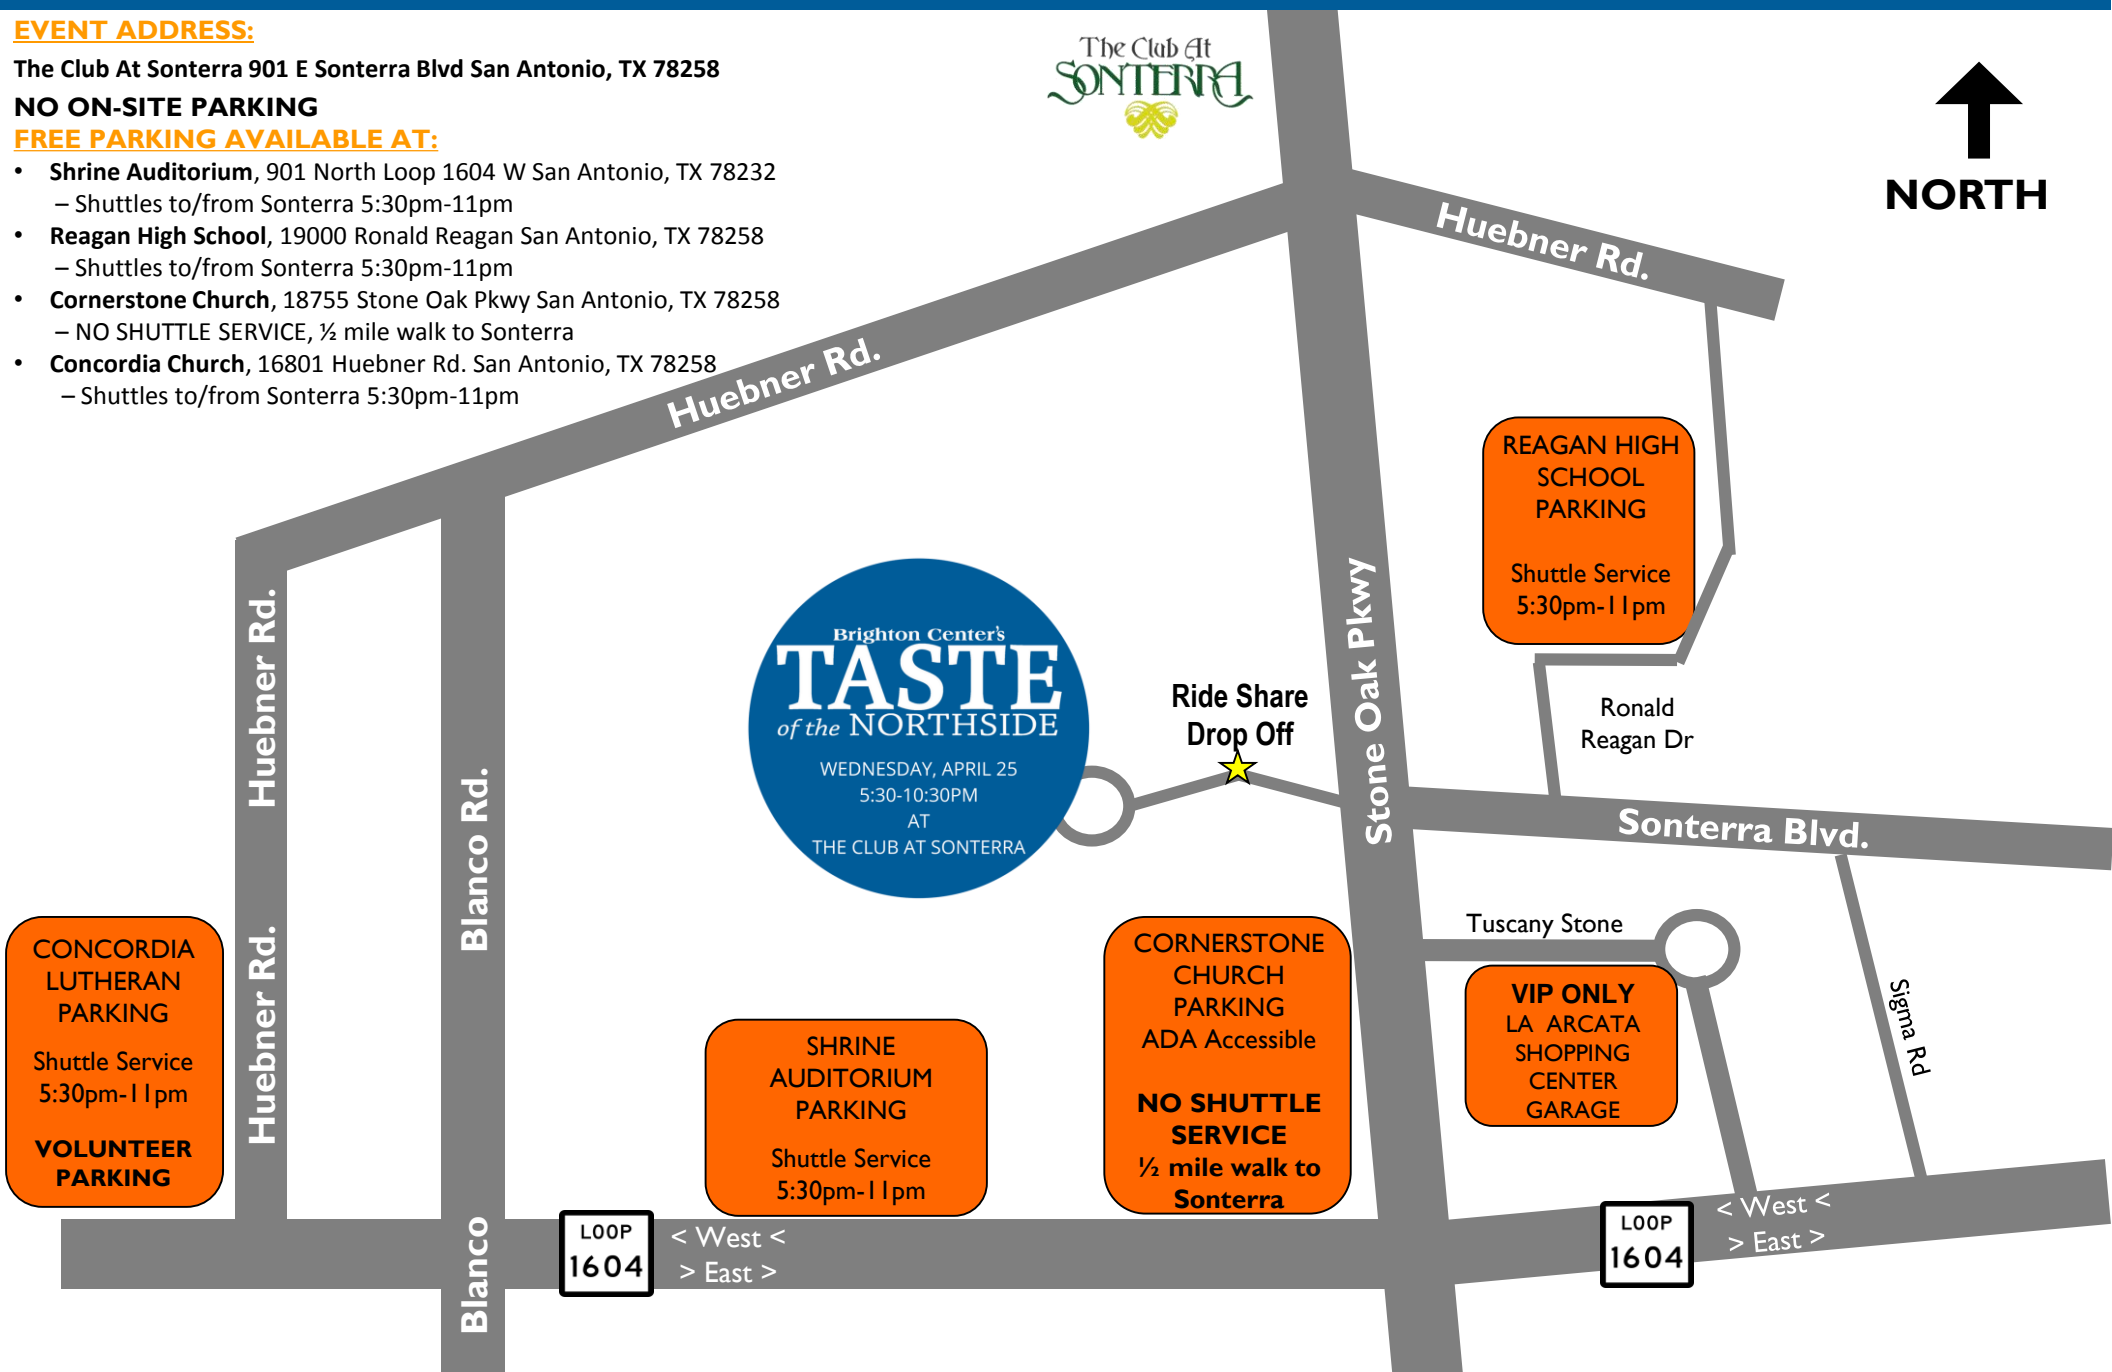 EVENT ADDRESS:
The Club At Sonterra 901 E Sonterra Blvd San Antonio, TX 78258
NO ON-SITE PARKING
FREE PARKING AVAILABLE AT:
• Shrine Auditorium, 901 North Loop 1604 W San Antonio, TX 78232
– Shuttles to/from Sonterra 5:30pm-11pm
• Reagan High School, 19000 Ronald Reagan San Antonio, TX 78258
– Shuttles to/from Sonterra 5:30pm-11pm
• Cornerstone Church, 18755 Stone Oak Pkwy San Antonio, TX 78258
– NO SHUTTLE SERVICE, ½ mile walk to Sonterra
• Concordia Church, 16801 Huebner Rd. San Antonio, TX 78258
– Shuttles to/from Sonterra 5:30pm-11pm
The Club At
SONTERRA
NORTH
Huebner Rd.
Huebner Rd.
REAGAN HIGH
SCHOOL
PARKING
Shuttle Service
5:30pm-11pm
Huebner Rd.
Brighton Center's
TASTE
of the NORTHSIDE
WEDNESDAY, APRIL 25
5:30-10:30PM
AT
THE CLUB AT SONTERRA
Ride Share
Drop Off
Stone Oak Pkwy
Ronald
Reagan Dr
Sonterra Blvd.
Blanco Rd.
Huebner Rd.
CONCORDIA
LUTHERAN
PARKING
Shuttle Service
5:30pm-11pm
VOLUNTEER
PARKING
SHRINE
AUDITORIUM
PARKING
Shuttle Service
5:30pm-11pm
CORNERSTONE
CHURCH
PARKING
ADA Accessible
NO SHUTTLE
SERVICE
½ mile walk to
Sonterra
Tuscany Stone
VIP ONLY
LA ARCATA
SHOPPING
CENTER
GARAGE
Sigma Rd
Blanco
LOOP
1604
< West <
> East >
LOOP
1604
< West <
> East >